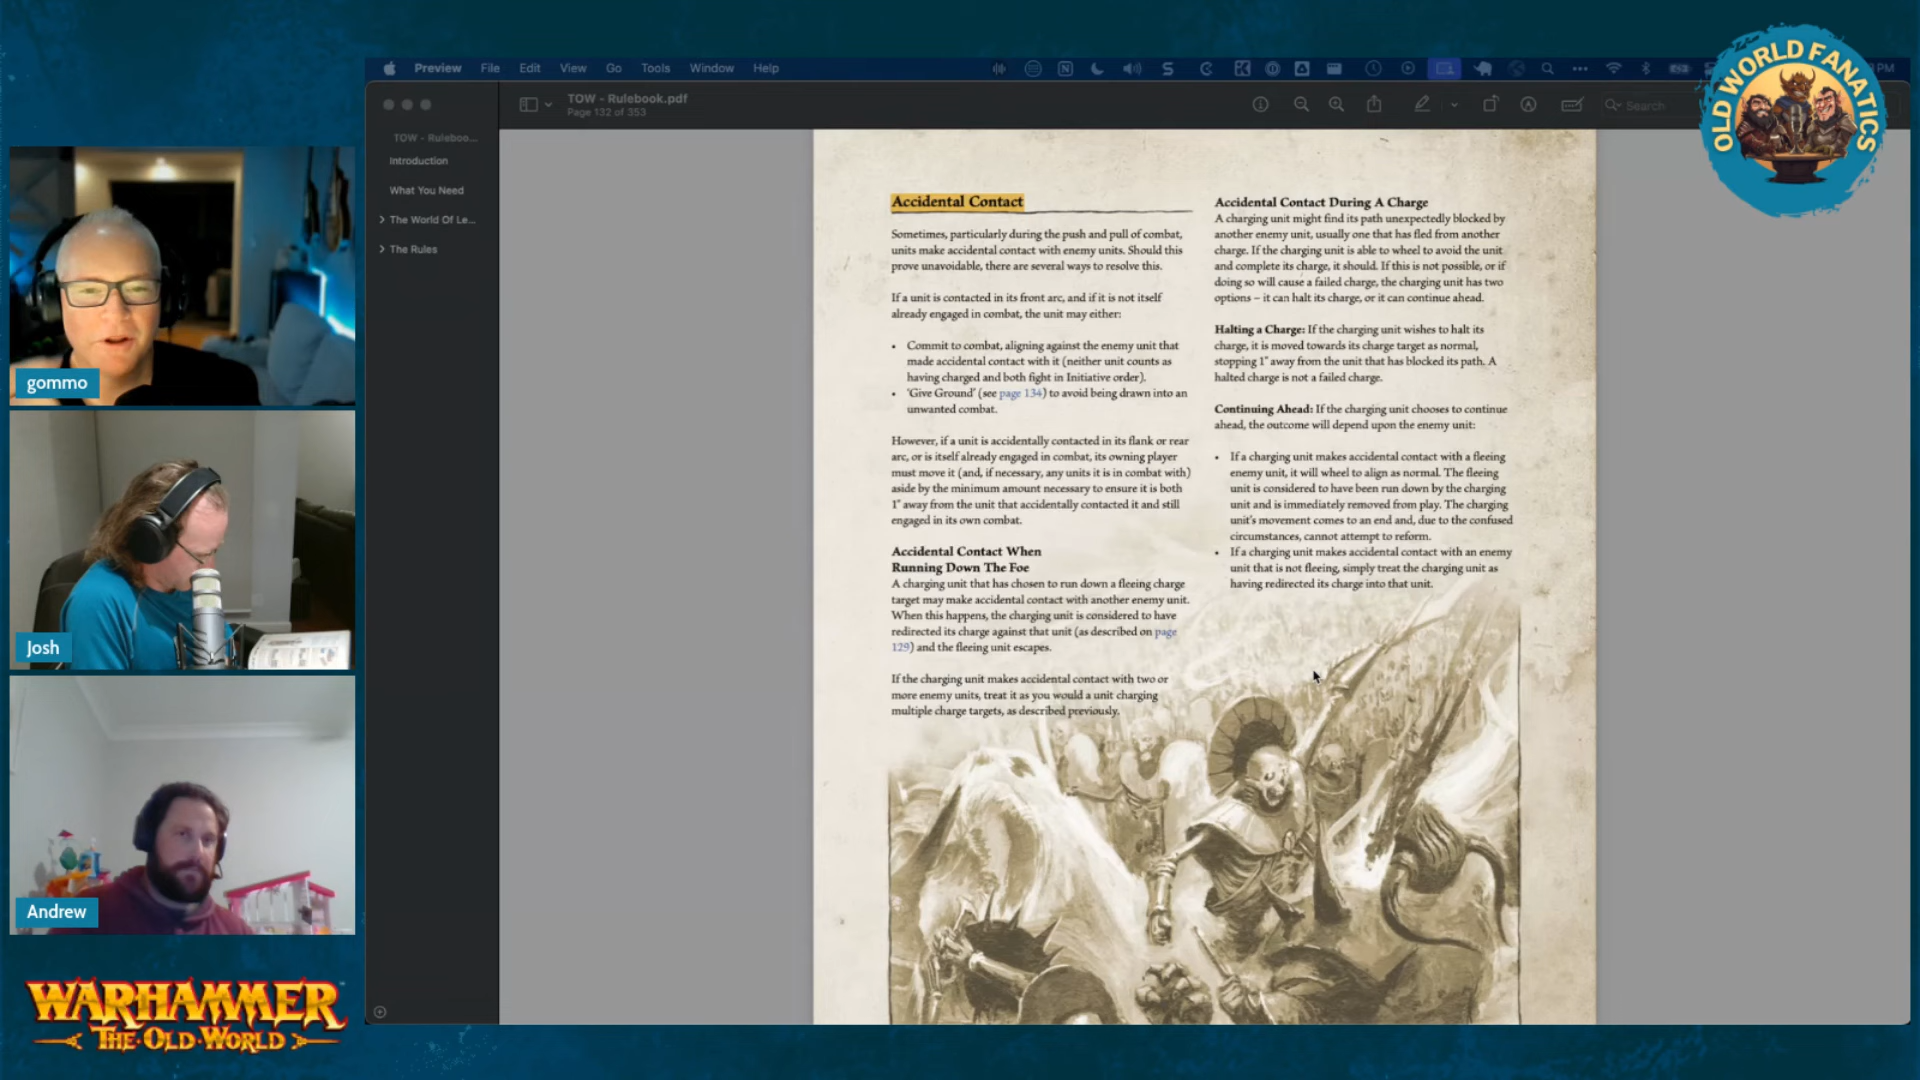 Preview File Edit View Go Tools Window Help
PM
TOW - Rulebook.pdf
Page 132 of 353
Search
OLD WORLD FANATICS
TOW - Ruleboo...
Introduction
What You Need
The World Of Le...
The Rules
gommo
Josh
Andrew
WARHAMMER
THE OLD WORLD
Accidental Contact
Sometimes, particularly during the push and pull of combat,
units make accidental contact with enemy units. Should this
prove unavoidable, there are several ways to resolve this.
If a unit is contacted in its front arc, and if it is not itself
already engaged in combat, the unit may either:
• Commit to combat, aligning against the enemy unit that
made accidental contact with it (neither unit counts as
having charged and both fight in Initiative order).
• 'Give Ground' (see page 134) to avoid being drawn into an
unwanted combat.
However, if a unit is accidentally contacted in its flank or rear
arc, or is itself already engaged in combat, its owning player
must move it (and, if necessary, any units it is in combat with)
aside by the minimum amount necessary to ensure it is both
1" away from the unit that accidentally contacted it and still
engaged in its own combat.
Accidental Contact When
Running Down The Foe
A charging unit that has chosen to run down a fleeing charge
target may make accidental contact with another enemy unit.
When this happens, the charging unit is considered to have
redirected its charge against that unit (as described on page
129) and the fleeing unit escapes.
If the charging unit makes accidental contact with two or
more enemy units, treat it as you would a unit charging
multiple charge targets, as described previously.
Accidental Contact During A Charge
A charging unit might find its path unexpectedly blocked by
another enemy unit, usually one that has fled from another
charge. If the charging unit is able to wheel to avoid the unit
and complete its charge, it should. If this is not possible, or if
doing so will cause a failed charge, the charging unit has two
options – it can halt its charge, or it can continue ahead.
Halting a Charge: If the charging unit wishes to halt its
charge, it is moved towards its charge target as normal,
stopping 1" away from the unit that has blocked its path. A
halted charge is not a failed charge.
Continuing Ahead: If the charging unit chooses to continue
ahead, the outcome will depend upon the enemy unit:
• If a charging unit makes accidental contact with a fleeing
enemy unit, it will wheel to align as normal. The fleeing
unit is considered to have been run down by the charging
unit and is immediately removed from play. The charging
unit's movement comes to an end and, due to the confused
circumstances, cannot attempt to reform.
• If a charging unit makes accidental contact with an enemy
unit that is not fleeing, simply treat the charging unit as
having redirected its charge into that unit.